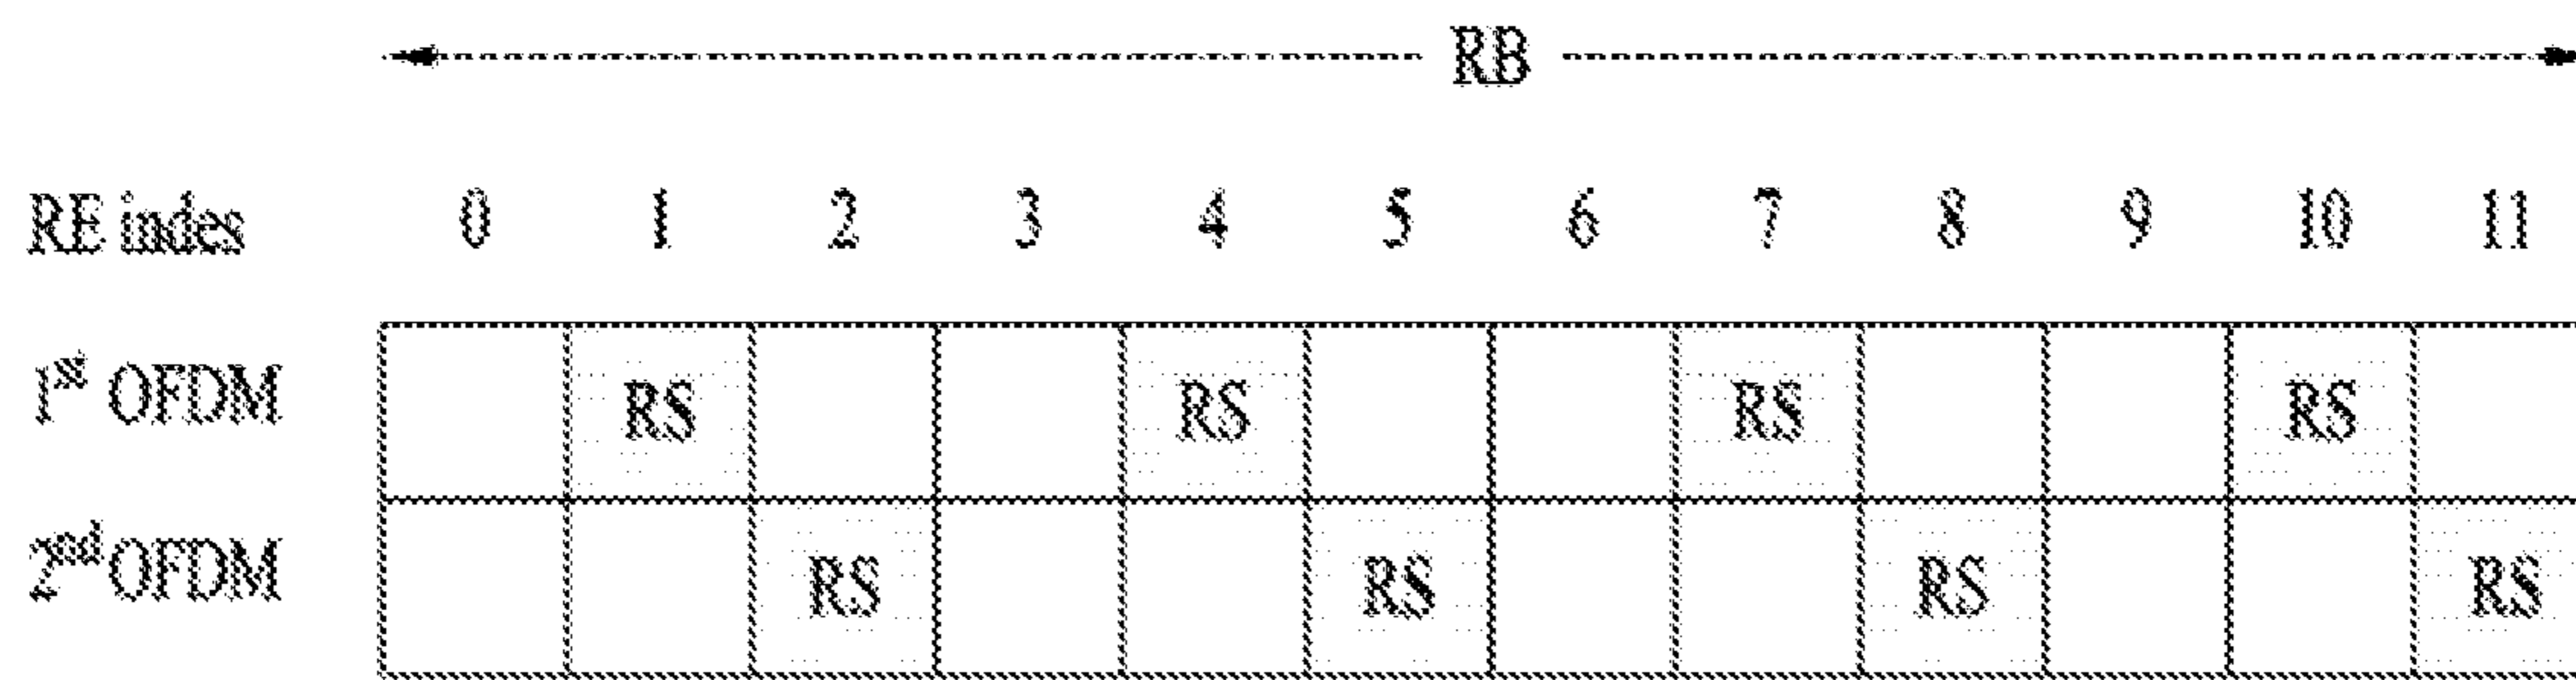 RB
RE indes 0 1 2 3 4 5 6 7 8 9 10 11
1st OFDM RS RS RS RS
2nd OFDM RS RS RS RS